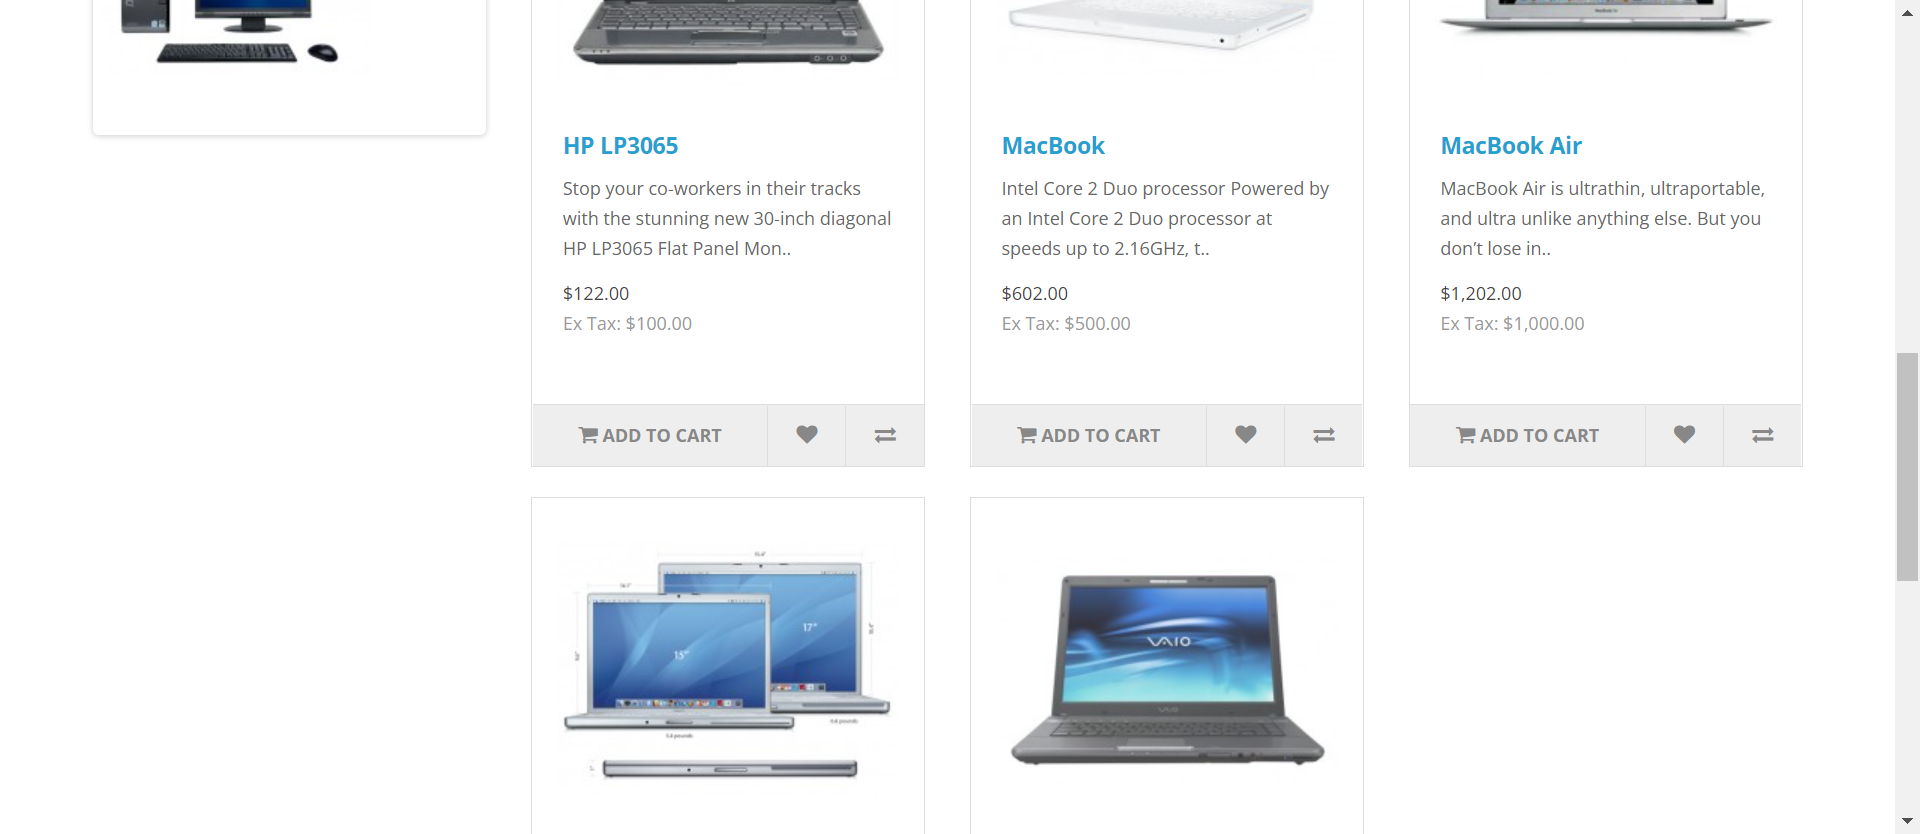 HP LP3065
Stop your co-workers in their tracks
with the stunning new 30-inch diagonal
HP LP3065 Flat Panel Mon..
$122.00
Ex Tax: $100.00
ADD TO CART
MacBook
Intel Core 2 Duo processor Powered by
an Intel Core 2 Duo processor at
speeds up to 2.16GHz, t..
$602.00
Ex Tax: $500.00
ADD TO CART
MacBook Air
MacBook Air is ultrathin, ultraportable,
and ultra unlike anything else. But you
don’t lose in..
$1,202.00
Ex Tax: $1,000.00
ADD TO CART
17"
15"
VAIO